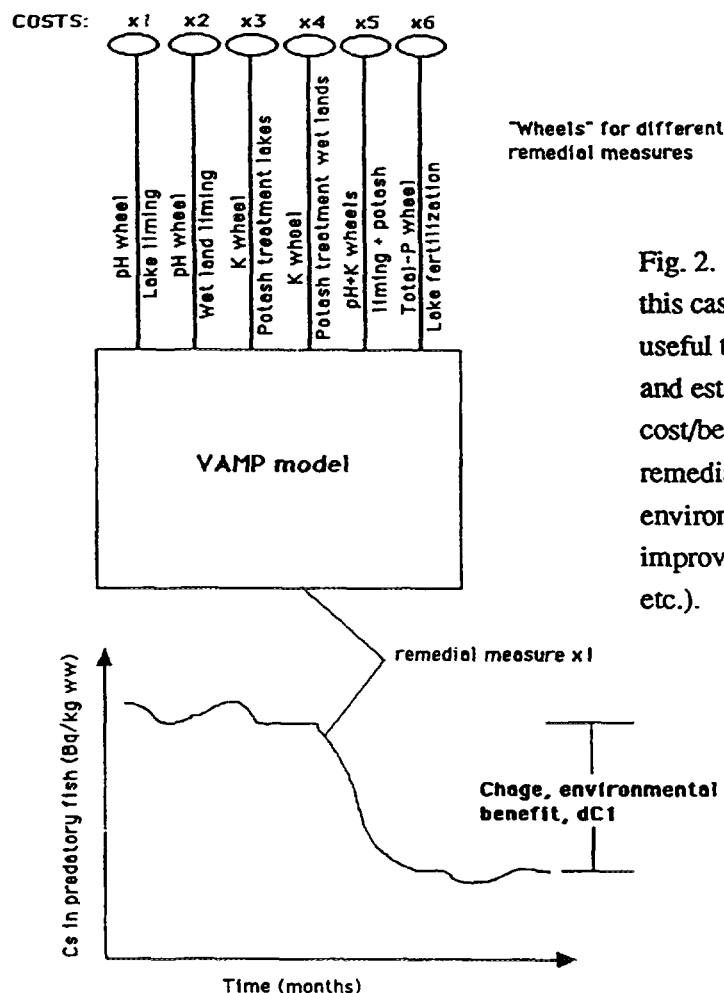 COSTS: x1 x2 x3 x4 x5 x6
"Wheels" for different
remedial measures
pH wheel
Lake liming
pH wheel
Wet land liming
K wheel
Potash treatment lakes
K wheel
Potash treatment wet lands
pH+K wheels
liming + potash
Total-P wheel
Lake fertilization
Fig. 2.
this cas
useful t
and est
cost/be
remedia
environ
improv
etc.).
VAMP model
remedial measure x1
Cs in predatory fish (Bq/kg ww)
Chage, environmental
benefit, dC1
Time (months)